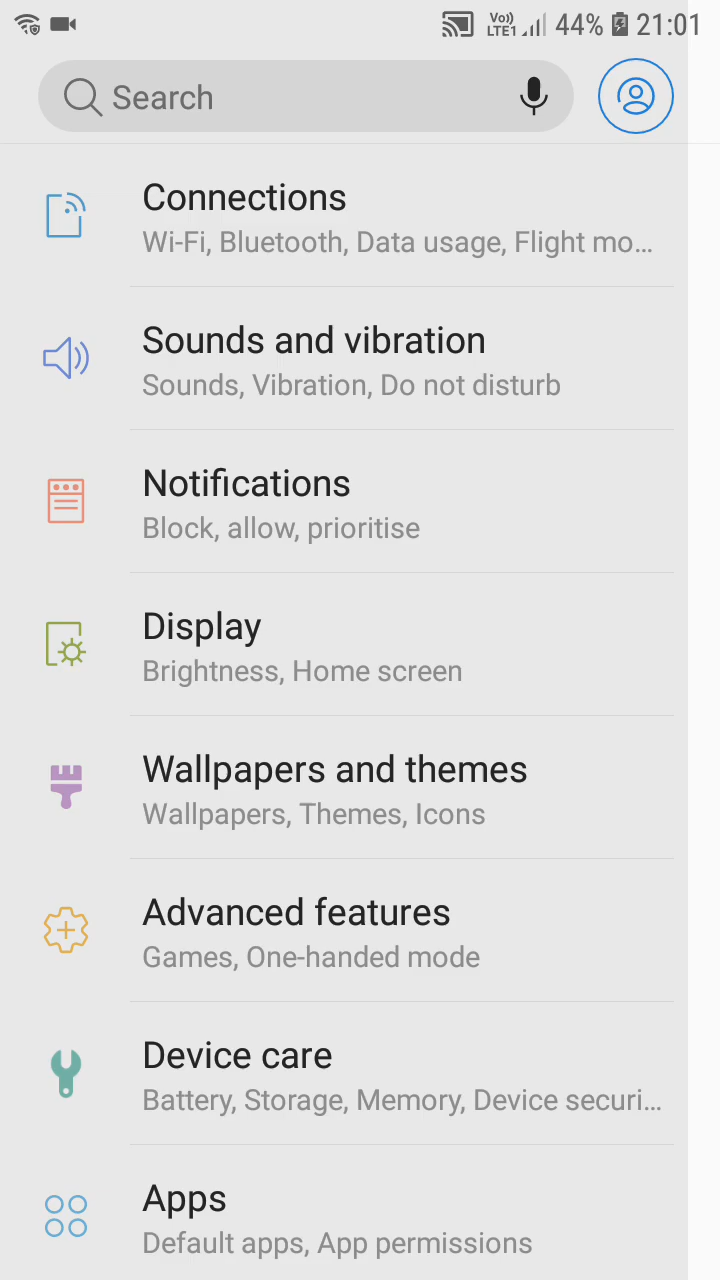 Vo)) LTE1 44% 21:01
Search
Connections
Wi-Fi, Bluetooth, Data usage, Flight mo...
Sounds and vibration
Sounds, Vibration, Do not disturb
Notifications
Block, allow, prioritise
Display
Brightness, Home screen
Wallpapers and themes
Wallpapers, Themes, Icons
Advanced features
Games, One-handed mode
Device care
Battery, Storage, Memory, Device securi...
Apps
Default apps, App permissions